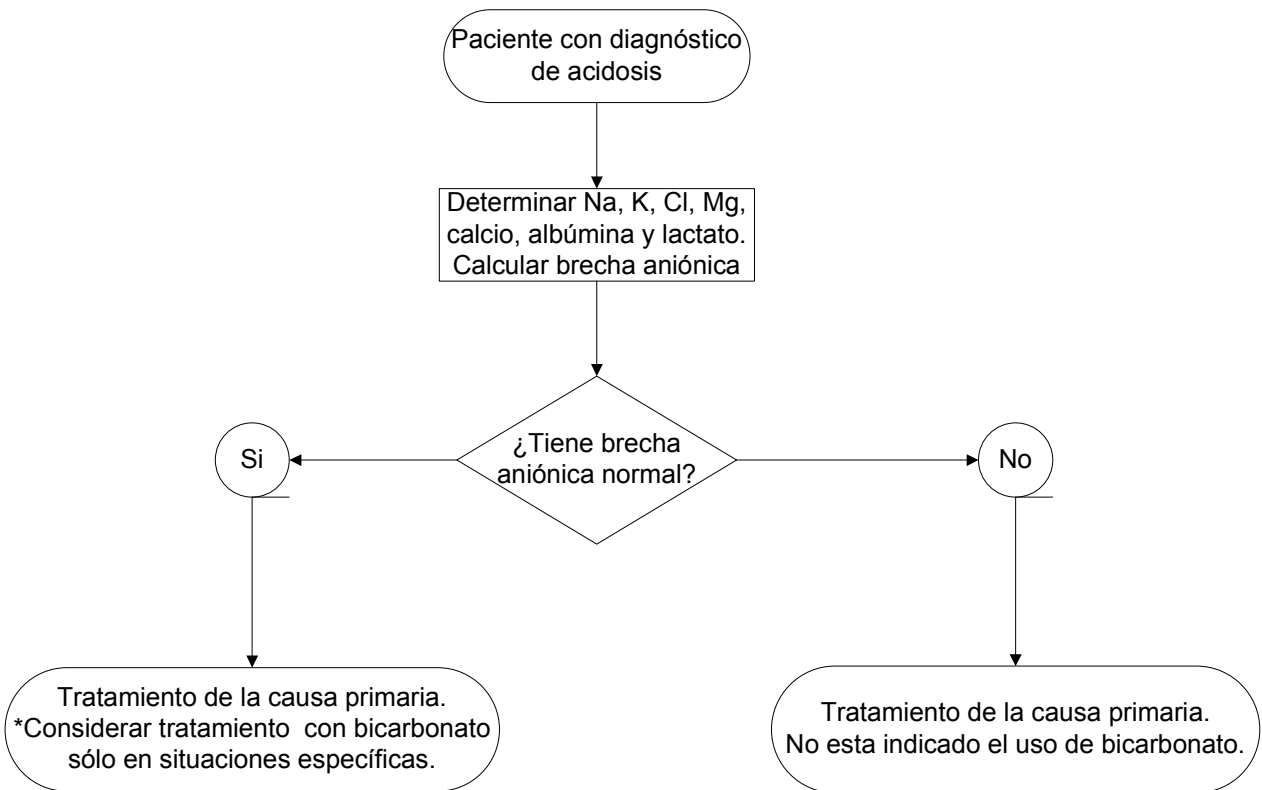 Paciente con diagnóstico
de acidosis
Determinar Na, K, Cl, Mg,
calcio, albúmina y lactato.
Calcular brecha aniónica
¿Tiene brecha
aniónica normal?
Si
No
Tratamiento de la causa primaria.
*Considerar tratamiento con bicarbonato
sólo en situaciones específicas.
Tratamiento de la causa primaria.
No esta indicado el uso de bicarbonato.